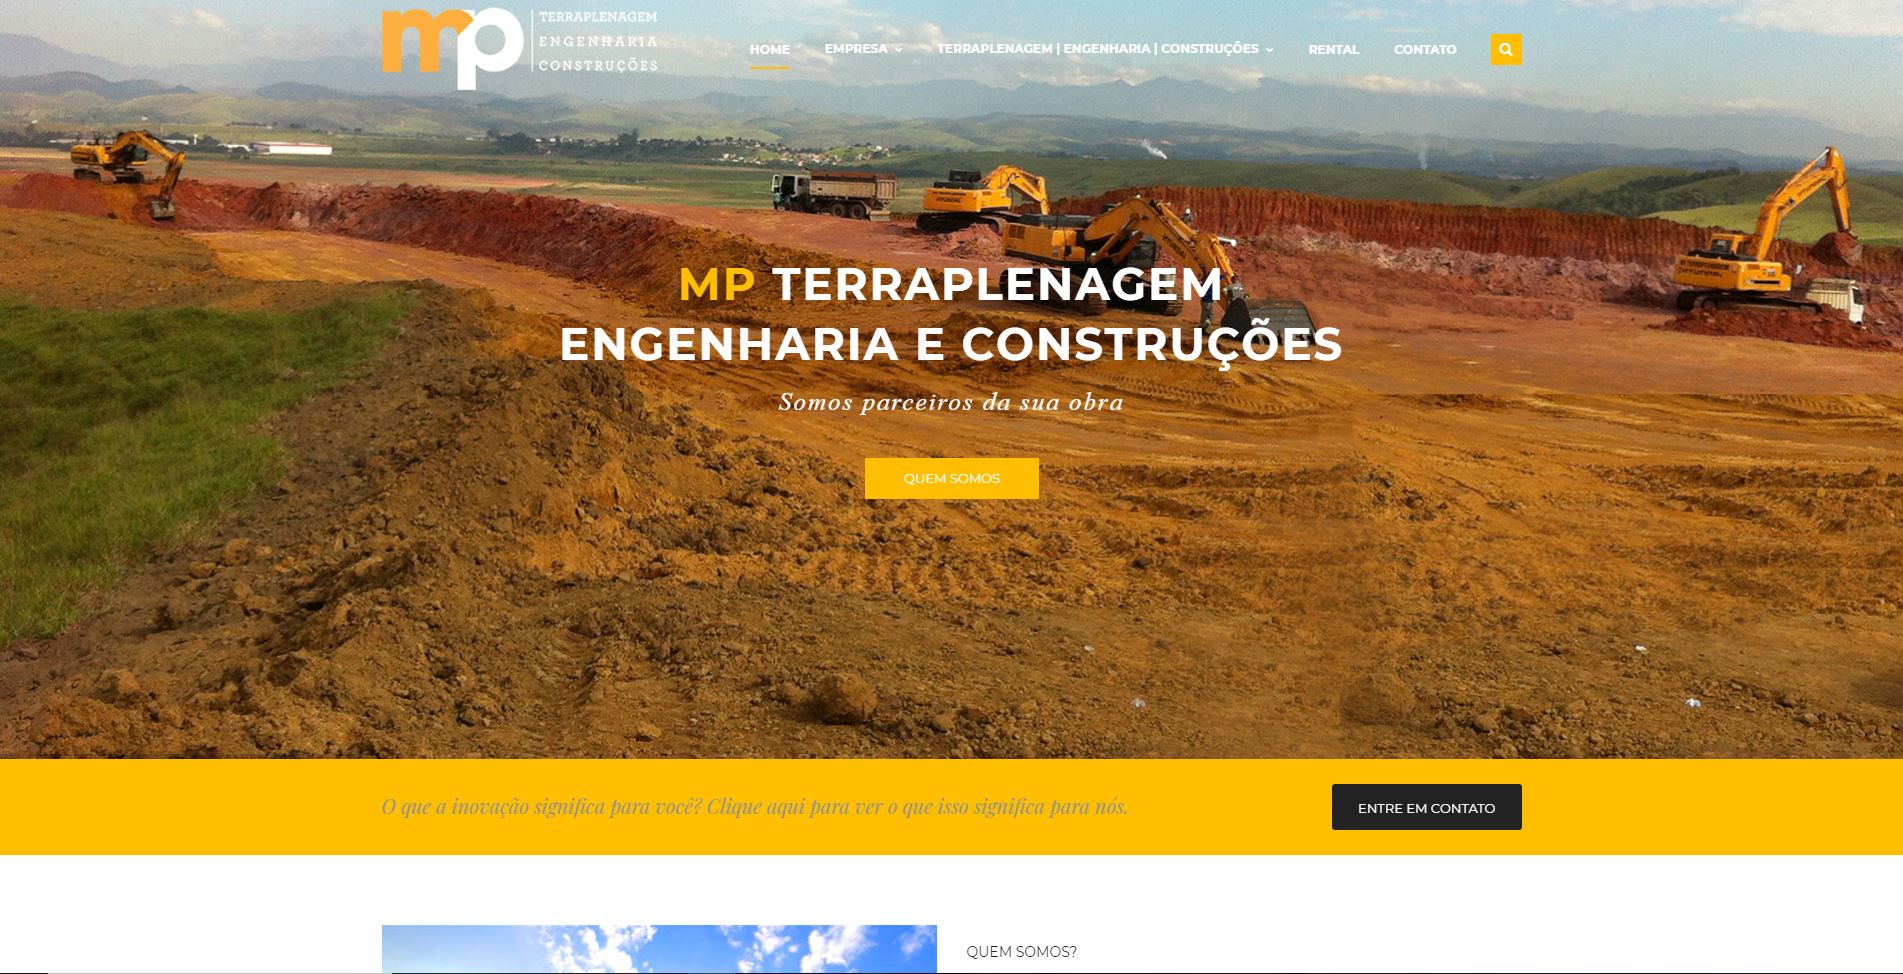 mp
TERRAPLENAGEM
ENGENHARIA
CONSTRUÇÕES
HOME
EMPRESA
TERRAPLENAGEM | ENGENHARIA | CONSTRUÇÕES
RENTAL
CONTATO
MP TERRAPLENAGEM
ENGENHARIA E CONSTRUÇÕES
Somos parceiros da sua obra
QUEM SOMOS
O que a inovação significa para você? Clique aqui para ver o que isso significa para nós.
ENTRE EM CONTATO
QUEM SOMOS?